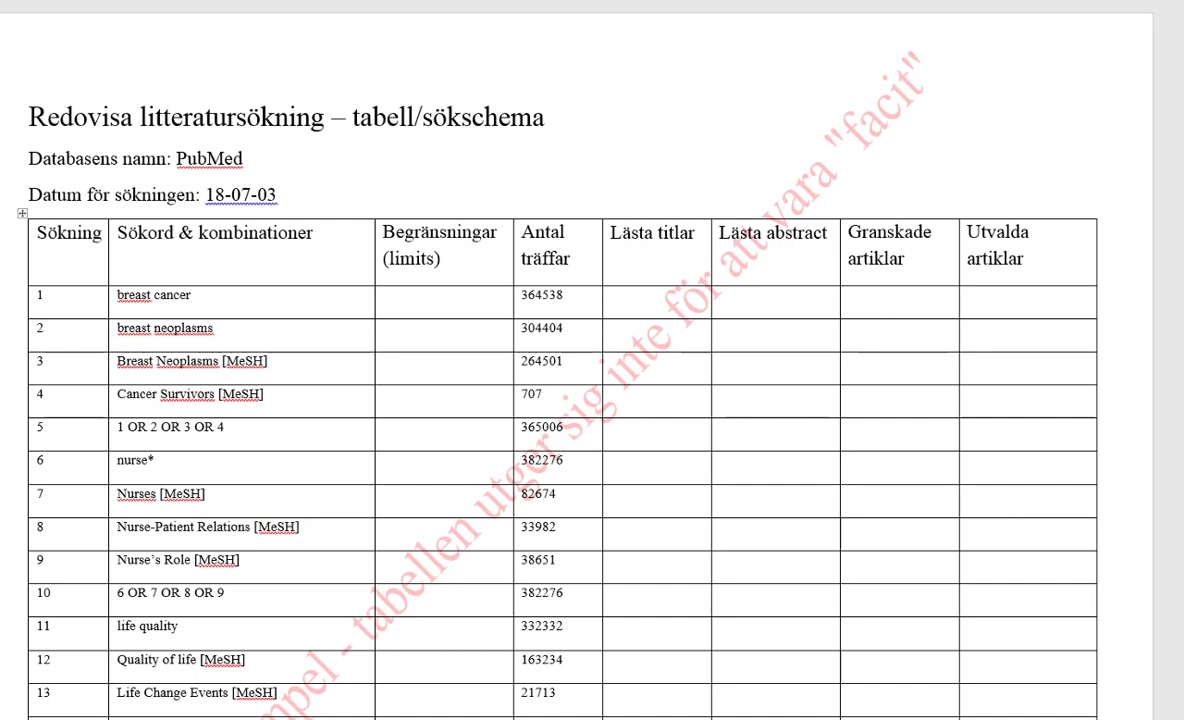 Redovisa litteratursökning – tabell/sökschema
Databasens namn: PubMed
Datum för sökningen: 18-07-03
Sökning Sökord & kombinationer Begränsningar (limits) Antal träffar Lästa titlar Lästa abstract Granskade artiklar Utvalda artiklar
1 breast cancer 364538
2 breast neoplasms 304404
3 Breast Neoplasms [MeSH] 264501
4 Cancer Survivors [MeSH] 707
5 1 OR 2 OR 3 OR 4 365006
6 nurse* 382276
7 Nurses [MeSH] 82674
8 Nurse-Patient Relations [MeSH] 33982
9 Nurse’s Role [MeSH] 38651
10 6 OR 7 OR 8 OR 9 382276
11 life quality 332332
12 Quality of life [MeSH] 163234
13 Life Change Events [MeSH] 21713
mpel - tabellen utger sig inte för att vara "facit"